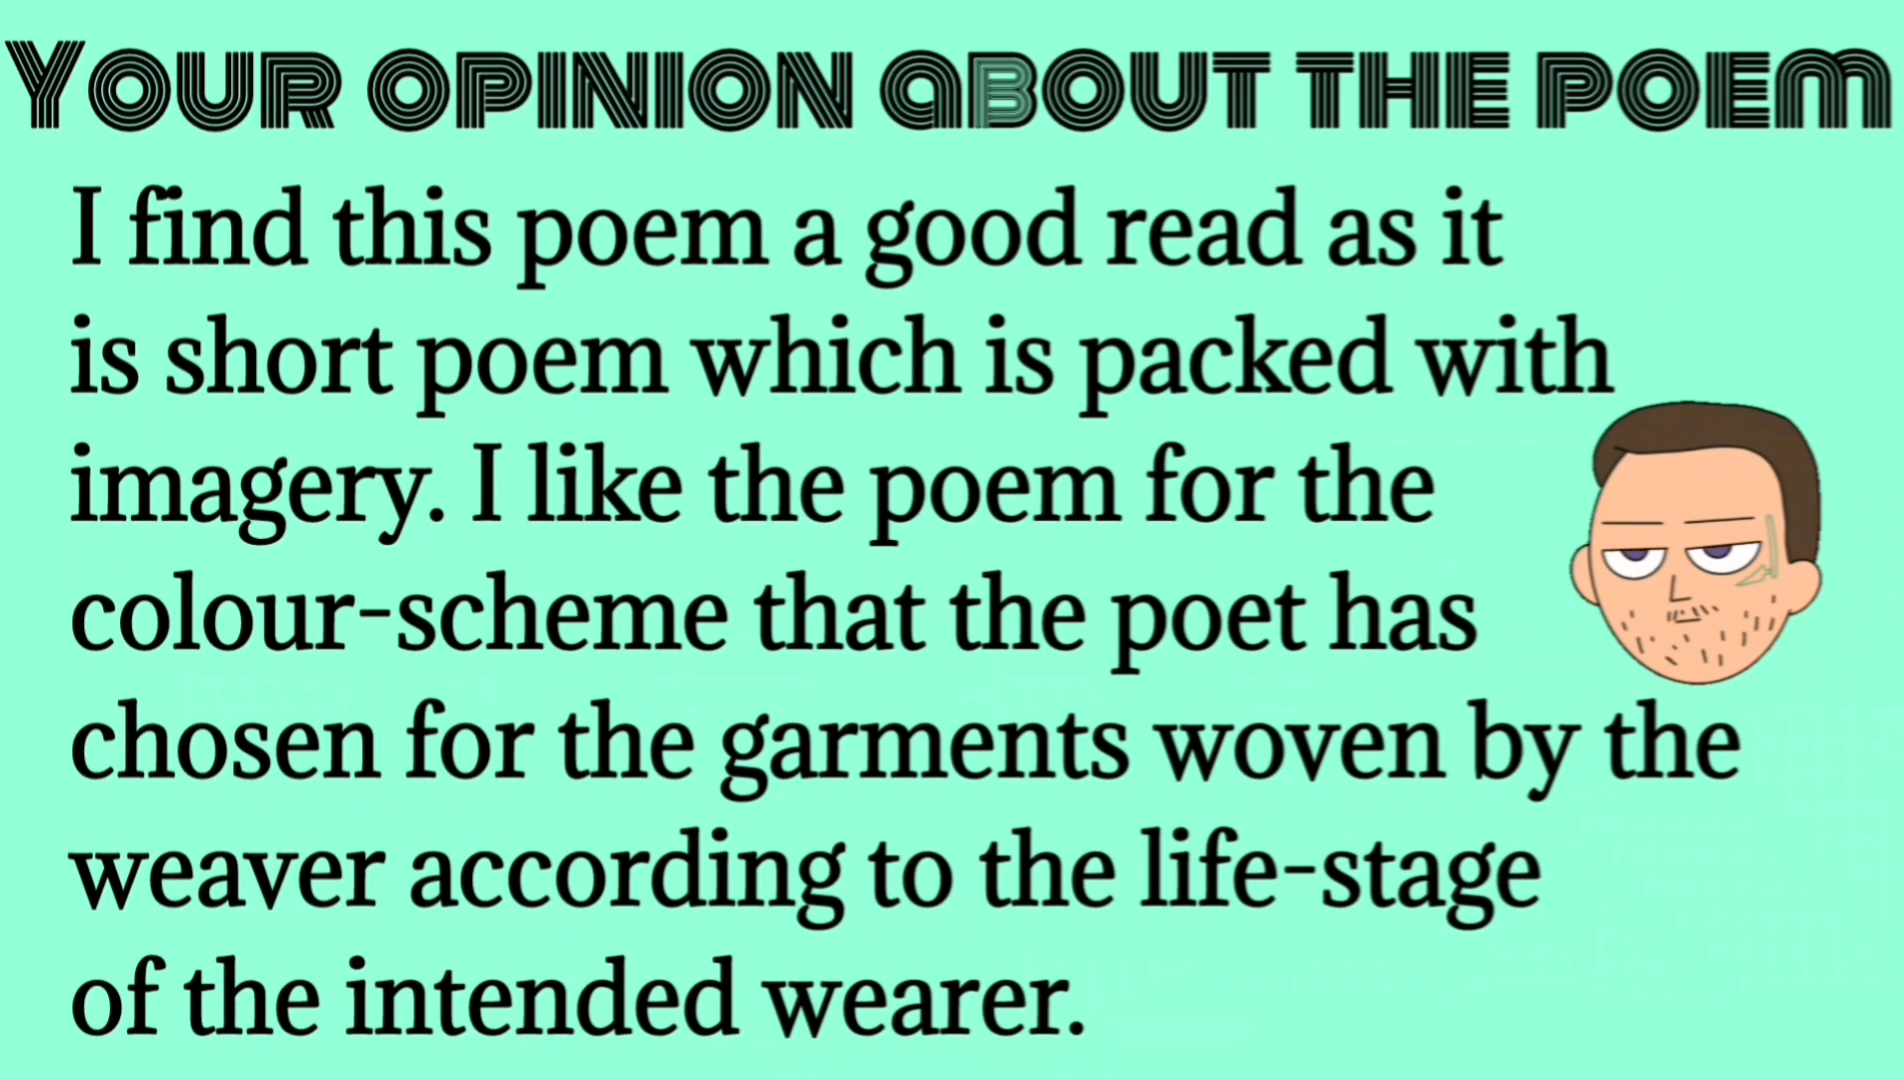 Your opinion about the poem
I find this poem a good read as it
is short poem which is packed with
imagery. I like the poem for the
colour-scheme that the poet has
chosen for the garments woven by the
weaver according to the life-stage
of the intended wearer.